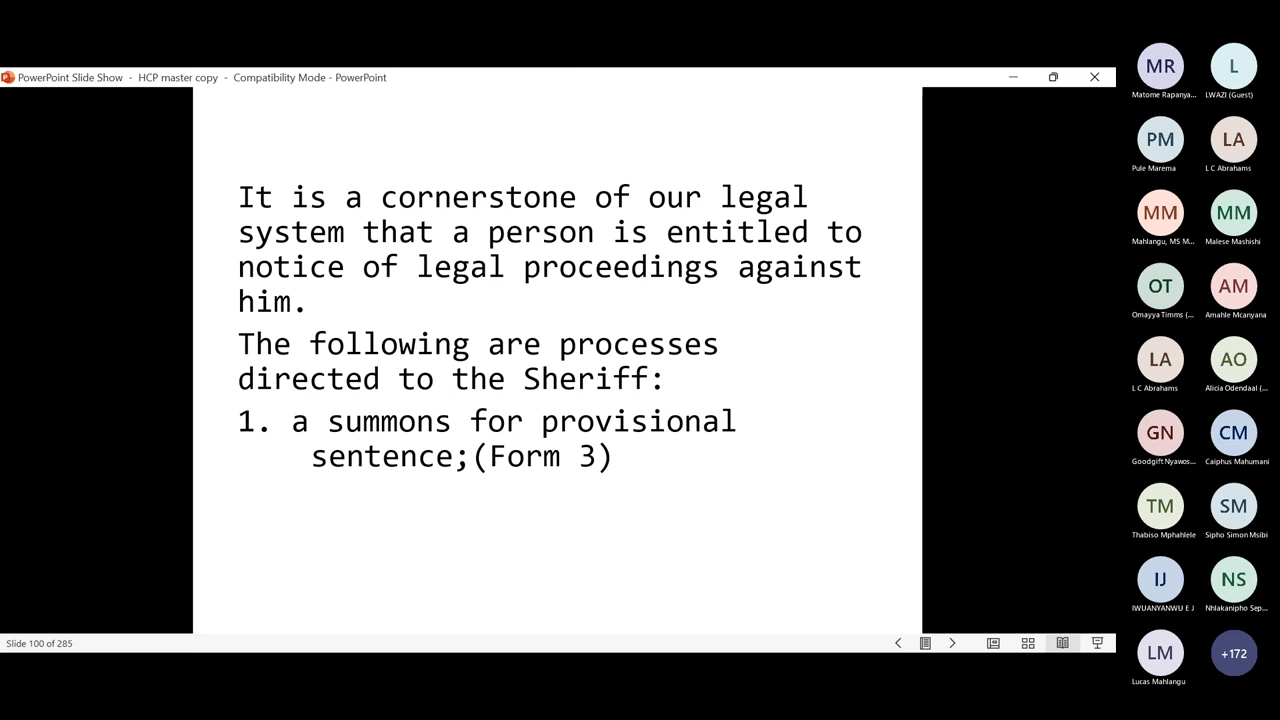 PowerPoint Slide Show - HCP master copy - Compatibility Mode - PowerPoint
It is a cornerstone of our legal
system that a person is entitled to
notice of legal proceedings against
him.
The following are processes
directed to the Sheriff:
1. a summons for provisional
sentence;(Form 3)
Slide 100 of 285
MR
L
Matome Rapanya...
LWAZI (Guest)
PM
LA
Pule Marema
L C Abrahams
MM
MM
Mahlangu, MS M...
Malese Mashishi
OT
AM
Omayya Timms (...
Amahle Mcanyana
LA
AO
L C Abrahams
Alicia Odendaal (...
GN
CM
Goodgift Nyawos...
Caiphus Mahumani
TM
SM
Thabiso Mphahlele
Sipho Simon Msibi
IJ
NS
IWUANYANWU E J
Nhlakanipho Sep...
LM
+172
Lucas Mahlangu